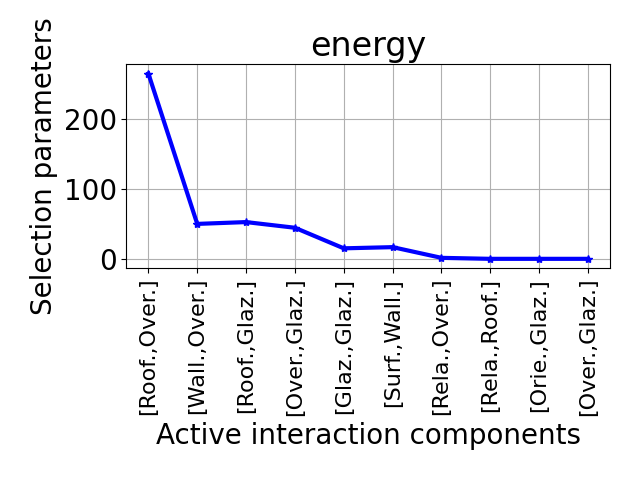 energy
Selection parameters
200
100
0
[Roof.,Over.]
[Wall.,Over.]
[Roof.,Glaz.]
[Over.,Glaz.]
[Glaz.,Glaz.]
[Surf.,Wall.]
[Rela.,Over.]
[Rela.,Roof.]
[Orie.,Glaz.]
[Over.,Glaz.]
Active interaction components